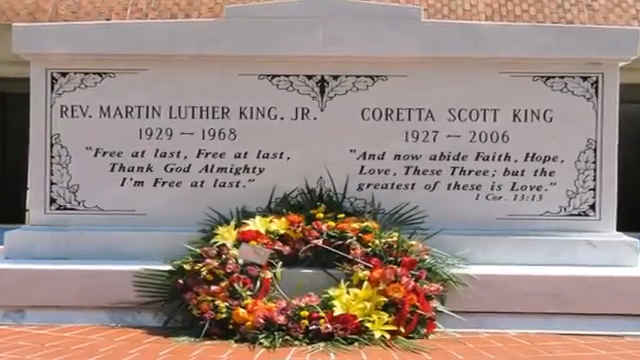 REV. MARTIN LUTHER KING, JR.
1929 — 1968
"Free at last, Free at last,
Thank God Almighty
I'm Free at last."
CORETTA SCOTT KING
1927 — 2006
"And now abide Faith, Hope,
Love, These Three; but the
greatest of these is Love."
1 Cor. 13:13